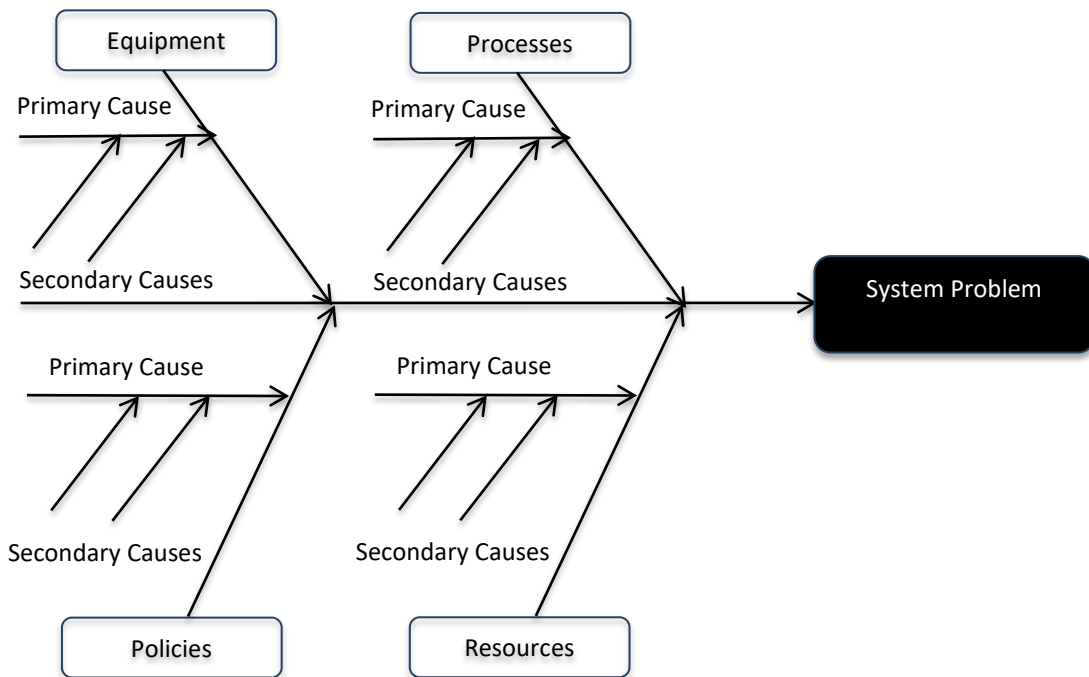 Equipment
Processes
Primary Cause
Primary Cause
Secondary Causes
Secondary Causes
System Problem
Primary Cause
Primary Cause
Secondary Causes
Secondary Causes
Policies
Resources